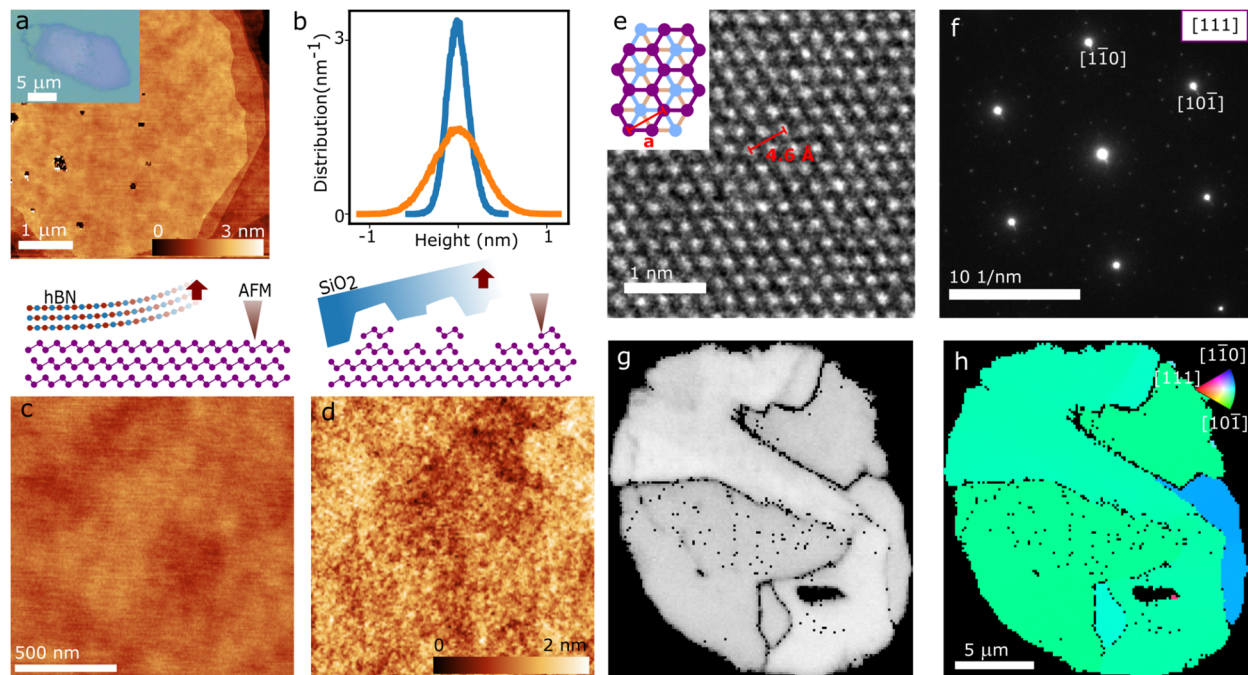 a
5 μm
1 μm
0 3 nm
b
Distribution(nm⁻¹)
3
0
-1 Height (nm) 1
hBN
AFM
SiO₂
c
500 nm
d
0 2 nm
e
a
4.6 Å
1 nm
f
[111]
[11̅0]
[101̅]
10 1/nm
g
h
[11̅0]
[111]
[101̅]
5 μm